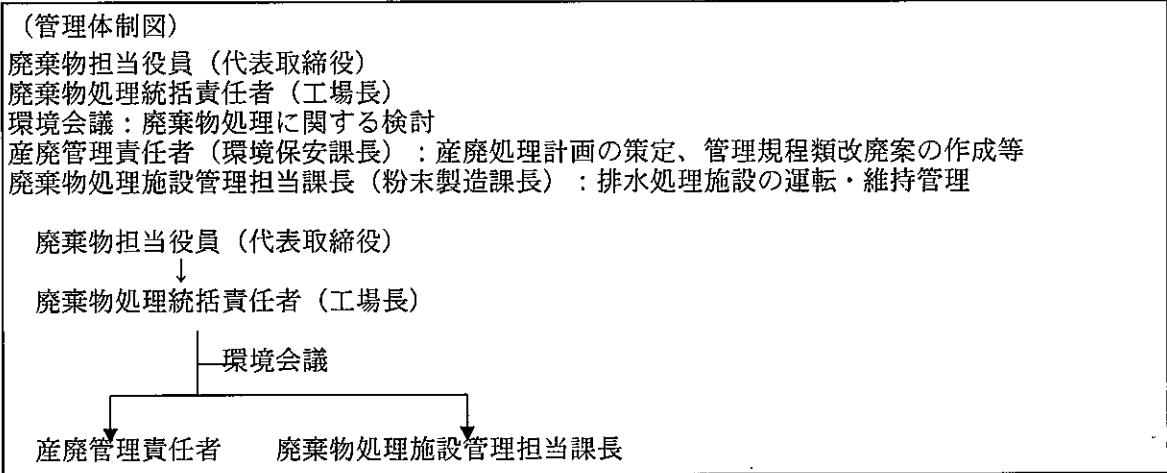 （管理体制図）
廃棄物担当役員（代表取締役）
廃棄物処理統括責任者（工場長）
環境会議：廃棄物処理に関する検討
産廃管理責任者（環境保安課長）：産廃処理計画の策定、管理規程類改廃案の作成等
廃棄物処理施設管理担当課長（粉末製造課長）：排水処理施設の運転・維持管理
廃棄物担当役員（代表取締役）
↓
廃棄物処理統括責任者（工場長）
環境会議
産廃管理責任者　廃棄物処理施設管理担当課長